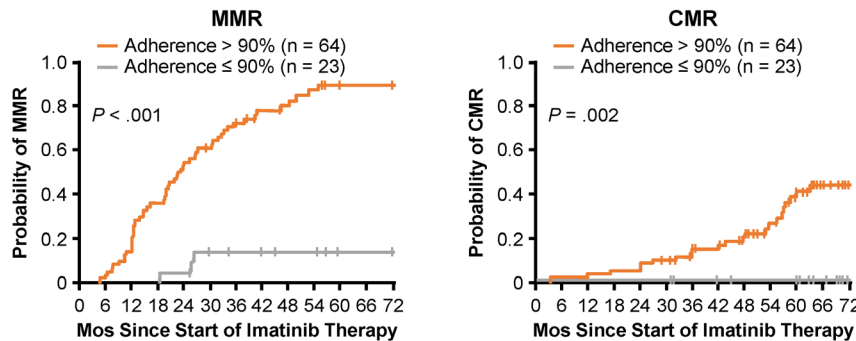 MMR
Adherence > 90% (n = 64)
Adherence ≤ 90% (n = 23)
P < .001
Probability of MMR
1.0
0.8
0.6
0.4
0.2
0
0 6 12 18 24 30 36 42 48 54 60 66 72
Mos Since Start of Imatinib Therapy
CMR
Adherence > 90% (n = 64)
Adherence ≤ 90% (n = 23)
P = .002
Probability of CMR
1.0
0.8
0.6
0.4
0.2
0
0 6 12 18 24 30 36 42 48 54 60 66 72
Mos Since Start of Imatinib Therapy